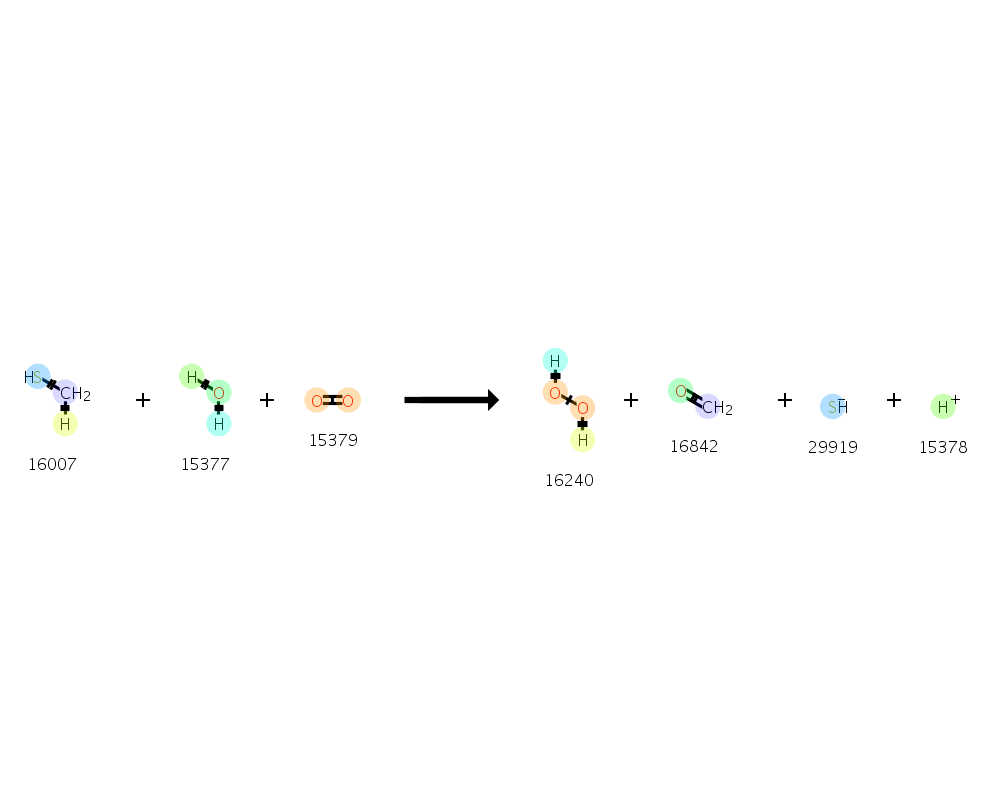 H
HS CH2 + H O + O O → O + O CH2 + SH- + H+
H H O
16007 15377 15379 H 16842 29919 15378
16240